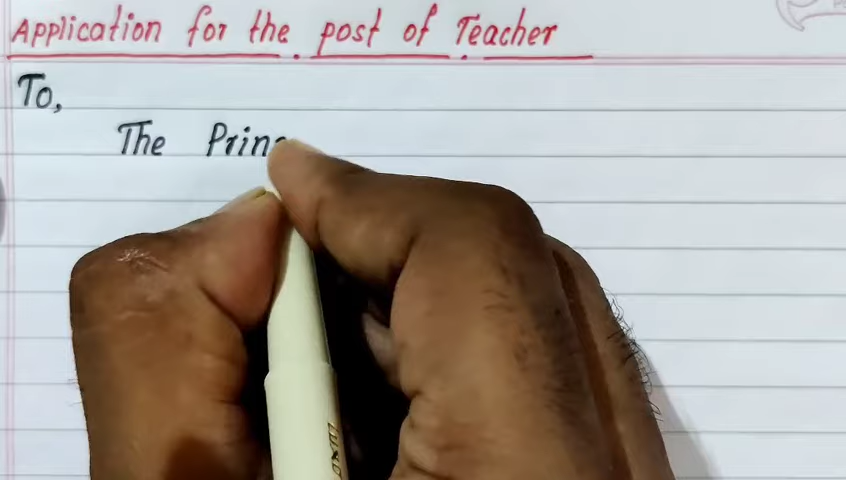 Application for the post of Teacher
To,
The Prin